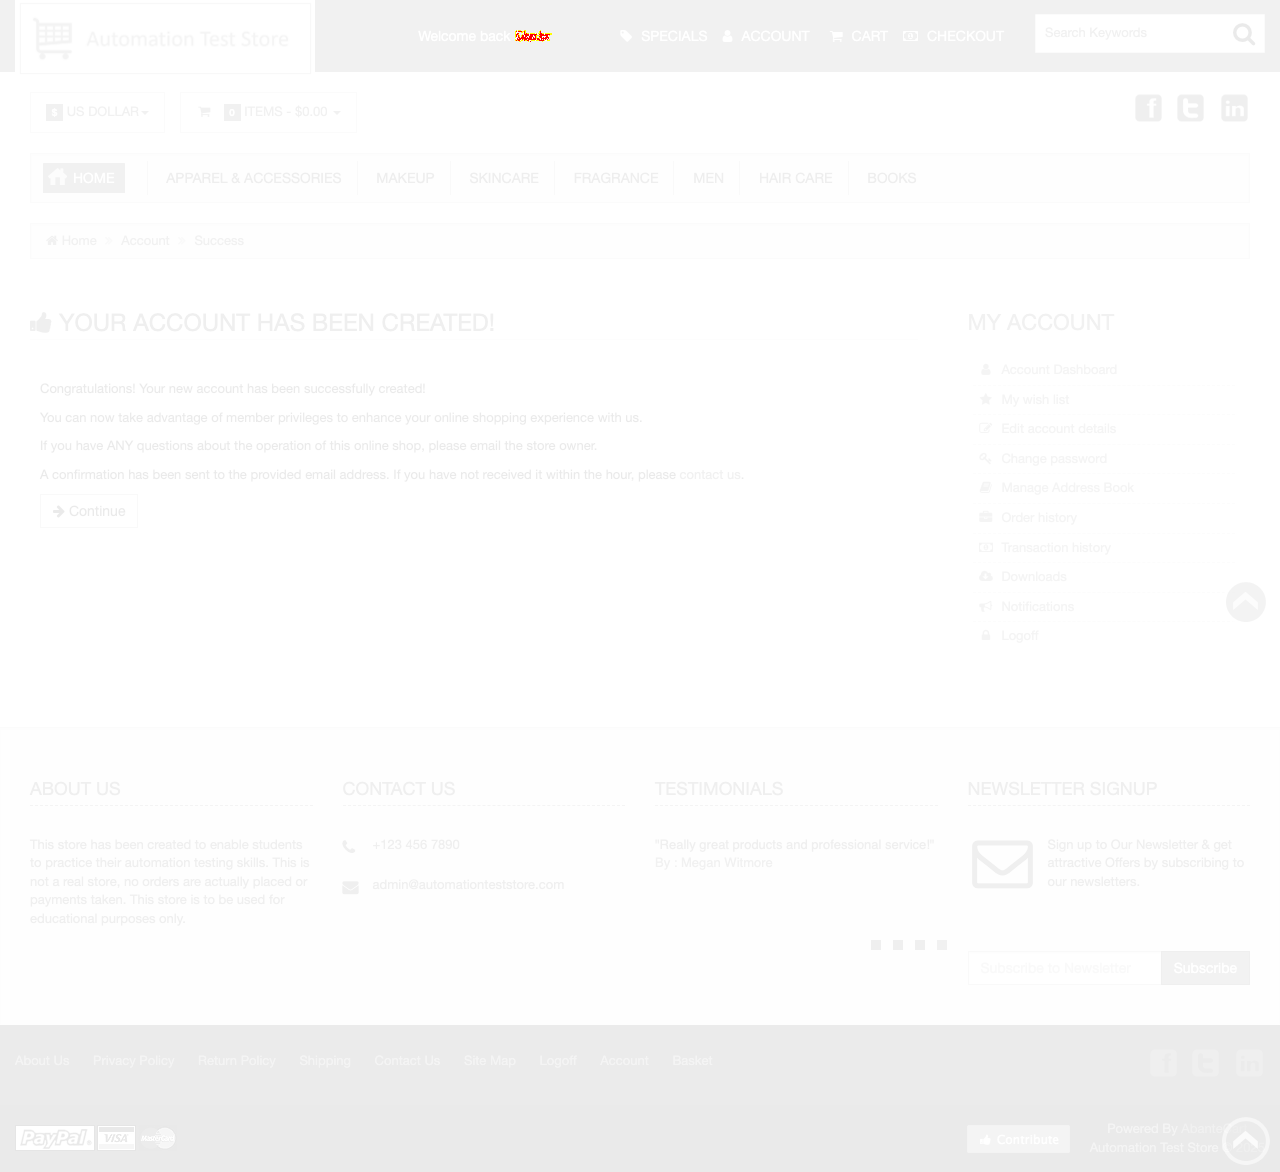 Automation Test Store
Welcome back
SPECIALS
ACCOUNT
CART
CHECKOUT
Search Keywords
$ US DOLLAR
0 ITEMS - $0.00
HOME
APPAREL & ACCESSORIES
MAKEUP
SKINCARE
FRAGRANCE
MEN
HAIR CARE
BOOKS
Home
Account
Success
YOUR ACCOUNT HAS BEEN CREATED!
Congratulations! Your new account has been successfully created!
You can now take advantage of member privileges to enhance your online shopping experience with us.
If you have ANY questions about the operation of this online shop, please email the store owner.
A confirmation has been sent to the provided email address. If you have not received it within the hour, please contact us.
Continue
MY ACCOUNT
Account Dashboard
My wish list
Edit account details
Change password
Manage Address Book
Order history
Transaction history
Downloads
Notifications
Logoff
ABOUT US
This store has been created to enable students
to practice their automation testing skills. This is
not a real store, no orders are actually placed or
payments taken. This store is to be used for
educational purposes only.
CONTACT US
+123 456 7890
admin@automationteststore.com
TESTIMONIALS
"Really great products and professional service!"
By : Megan Witmore
NEWSLETTER SIGNUP
Sign up to Our Newsletter & get
attractive Offers by subscribing to
our newsletters.
Subscribe to Newsletter
Subscribe
About Us
Privacy Policy
Return Policy
Shipping
Contact Us
Site Map
Logoff
Account
Basket
PayPal
VISA
Contribute
Powered By
Automation Test Store